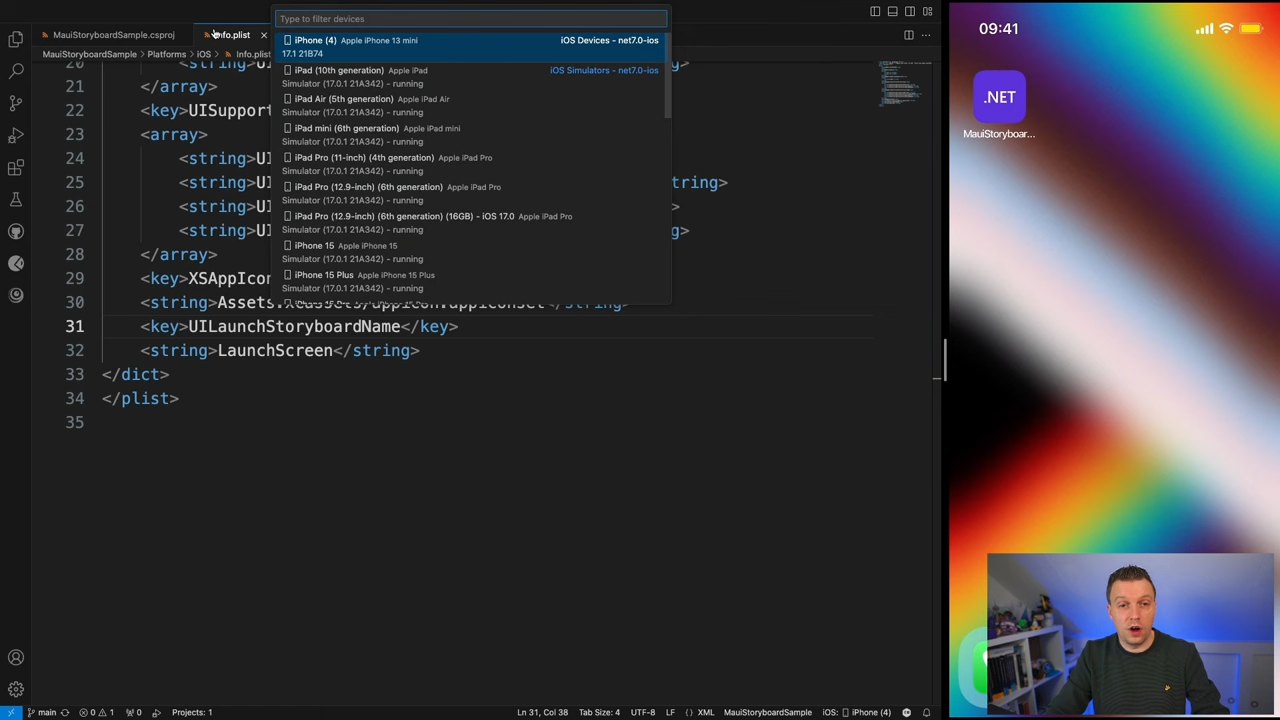 Type to filter devices
MauiStoryboardSample.csproj
Info.plist
MauiStoryboardSample > Platforms > iOS > Info.plist
iPhone (4) Apple iPhone 13 mini iOS Devices - net7.0-ios
17.1 21B74
iPad (10th generation) Apple iPad iOS Simulators - net7.0-ios
Simulator (17.0.1 21A342) - running
iPad Air (5th generation) Apple iPad Air
Simulator (17.0.1 21A342) - running
iPad mini (6th generation) Apple iPad mini
Simulator (17.0.1 21A342) - running
iPad Pro (11-inch) (4th generation) Apple iPad Pro
Simulator (17.0.1 21A342) - running
iPad Pro (12.9-inch) (6th generation) Apple iPad Pro
Simulator (17.0.1 21A342) - running
iPad Pro (12.9-inch) (6th generation) (16GB) - iOS 17.0 Apple iPad Pro
Simulator (17.0.1 21A342) - running
iPhone 15 Apple iPhone 15
Simulator (17.0.1 21A342) - running
iPhone 15 Plus Apple iPhone 15 Plus
Simulator (17.0.1 21A342) - running
20 <string>UI
21 </array>
22 <key>UISupport
23 <array>
24 <string>UI
25 <string>UI tring>
26 <string>UI >
27 <string>UI g>
28 </array>
29 <key>XSAppIcon
30 <string>Assets.xcassets/appicon.appiconset</string>
31 <key>UILaunchStoryboardName</key>
32 <string>LaunchScreen</string>
33 </dict>
34 </plist>
35
main 0 1 0 Projects: 1 Ln 31, Col 38 Tab Size: 4 UTF-8 LF {} XML MauiStoryboardSample iOS: iPhone (4)
09:41
.NET
MauiStoryboar...